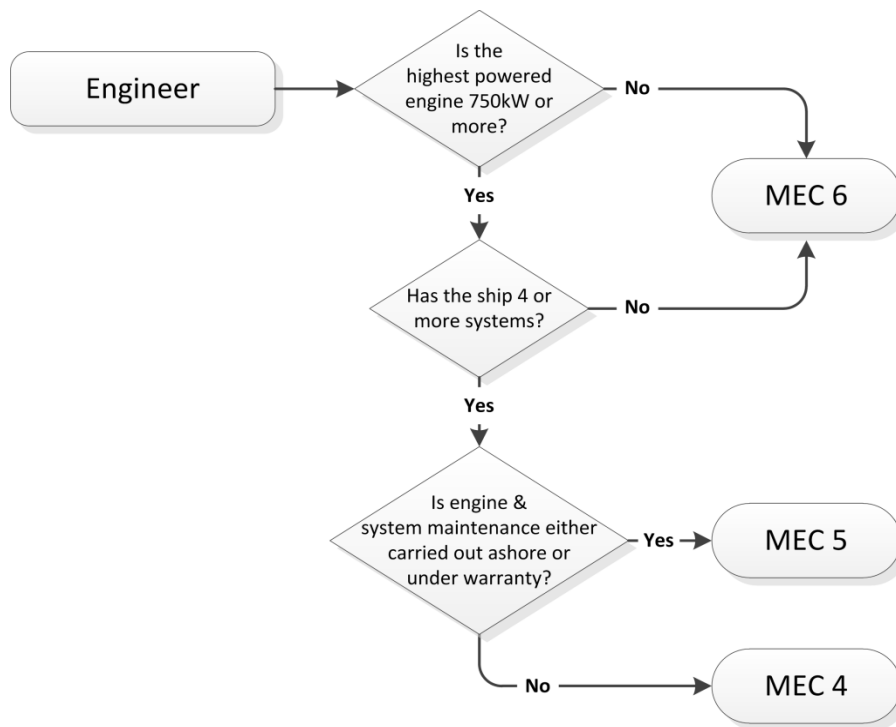 Engineer
Is the
highest powered
engine 750kW or
more?
No
MEC 6
Yes
Has the ship 4 or
more systems?
No
Yes
Is engine &
system maintenance either
carried out ashore or
under warranty?
Yes
MEC 5
No
MEC 4